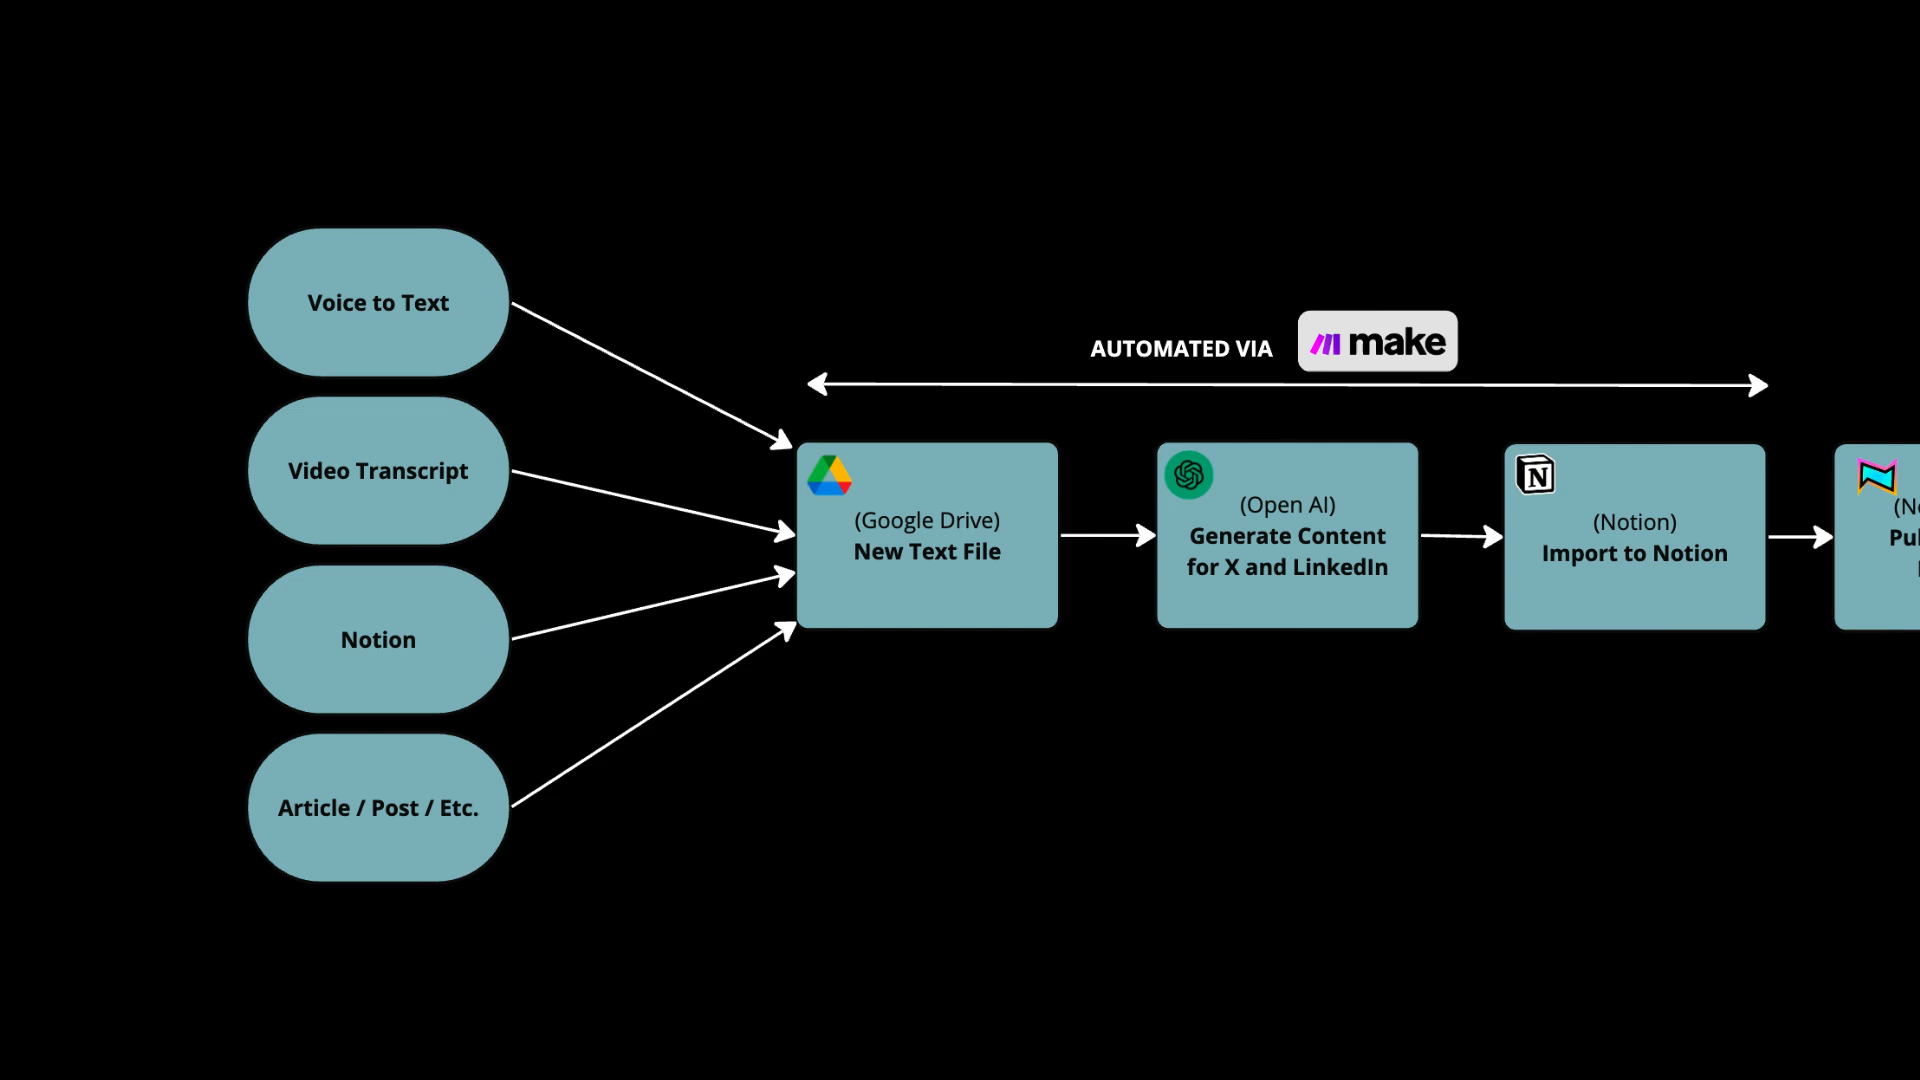 Voice to Text
Video Transcript
Notion
Article / Post / Etc.
AUTOMATED VIA
make
(Google Drive)
New Text File
(Open AI)
Generate Content
for X and LinkedIn
N
(Notion)
Import to Notion